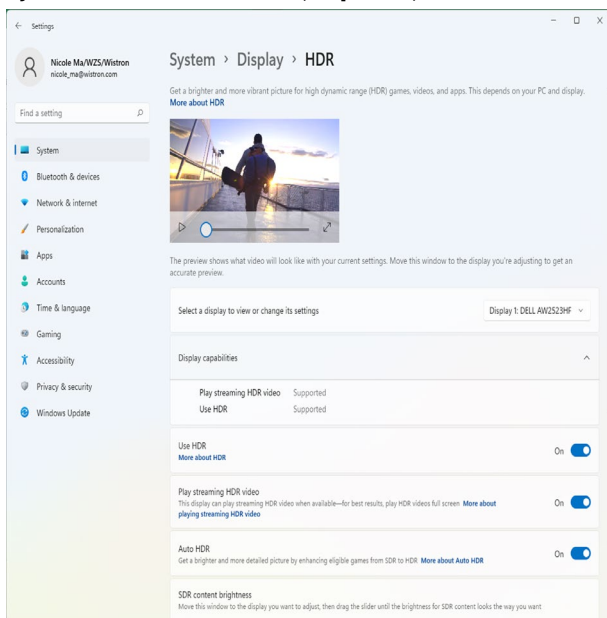 Settings
Nicole Ma/WZS/Wistron
nicole_ma@wistron.com
Find a setting
System
Bluetooth & devices
Network & internet
Personalization
Apps
Accounts
Time & language
Gaming
Accessibility
Privacy & security
Windows Update
System > Display > HDR
Get a brighter and more vibrant picture for high dynamic range (HDR) games, videos, and apps. This depends on your PC and display.
More about HDR
The preview shows what video will look like with your current settings. Move this window to the display you're adjusting to get an
accurate preview.
Select a display to view or change its settings
Display 1: DELL AW2523HF
Display capabilities
Play streaming HDR video Supported
Use HDR Supported
Use HDR
More about HDR
On
Play streaming HDR video
This display can play streaming HDR video when available—for best results, play HDR videos full screen More about
playing streaming HDR video
On
Auto HDR
Get a brighter and more detailed picture by enhancing eligible games from SDR to HDR More about Auto HDR
On
SDR content brightness
Move this window to the display you want to adjust, then drag the slider until the brightness for SDR content looks the way you want